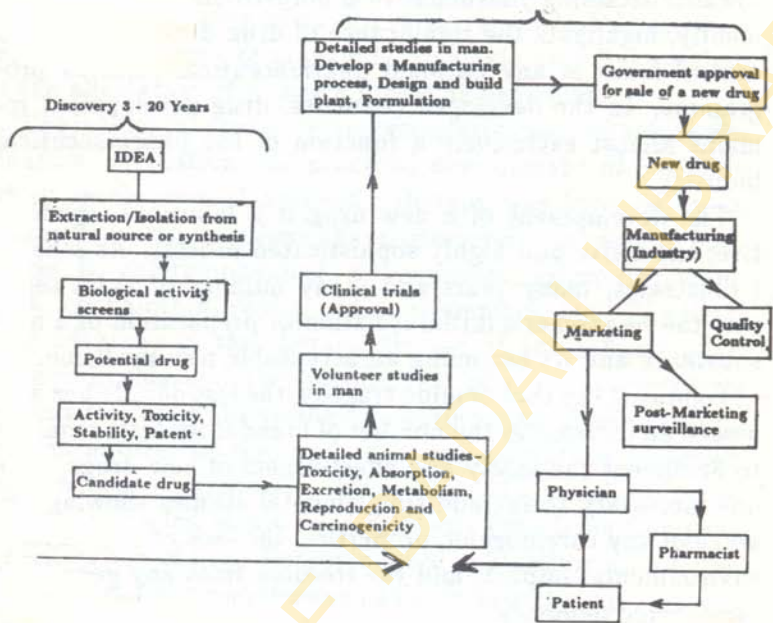 Discovery 3 - 20 Years
IDEA
Extraction/Isolation from
natural source or synthesis
Biological activity
screens
Potential drug
Activity, Toxicity,
Stability, Patent
Candidate drug
Detailed animal studies-
Toxicity, Absorption,
Excretion, Metabolism,
Reproduction and
Carcinogenicity
Volunteer studies
in man
Clinical trials
(Approval)
Detailed studies in man.
Develop a Manufacturing
process, Design and build
plant, Formulation
Government approval
for sale of a new drug
New drug
Manufacturing
(Industry)
Marketing
Quality
Control
Post-Marketing
surveillance
Physician
Pharmacist
Patient